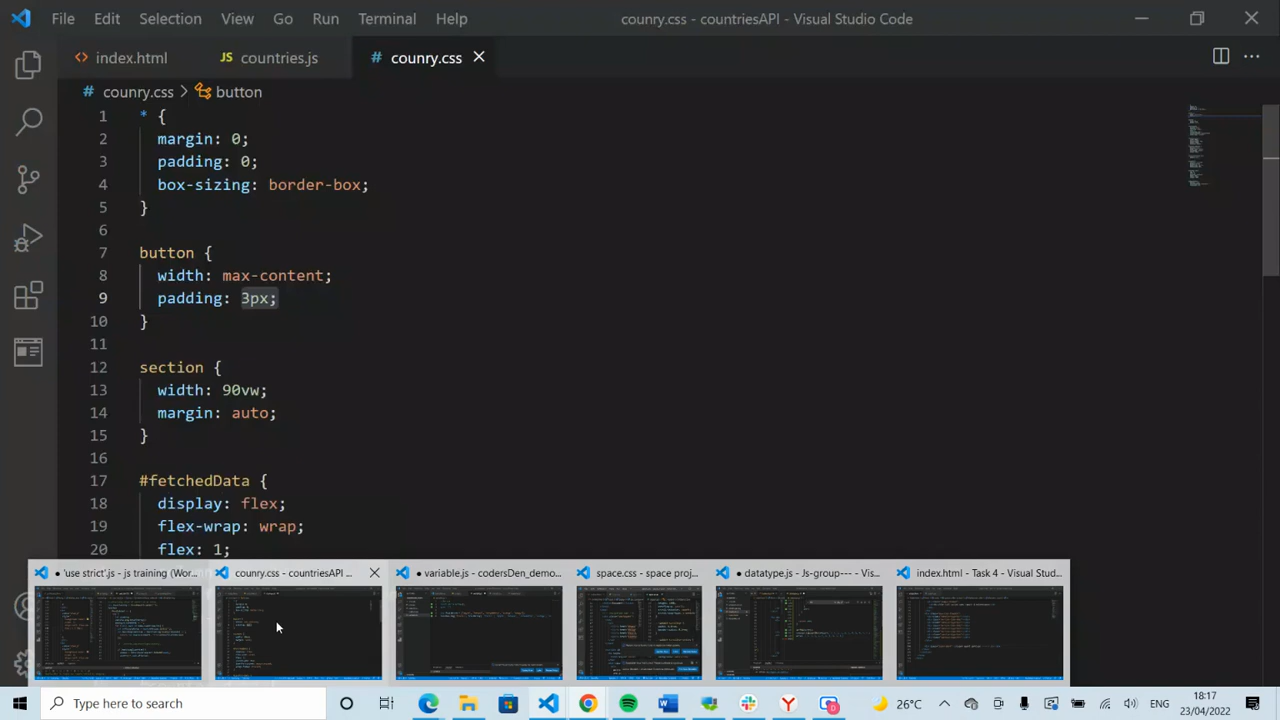 File Edit Selection View Go Run Terminal Help counry.css - countriesAPI - Visual Studio Code
index.html JS countries.js # counry.css
# counry.css > button
1 * {
2 margin: 0;
3 padding: 0;
4 box-sizing: border-box;
5 }
6
7 button {
8 width: max-content;
9 padding: 3px;
10 }
11
12 section {
13 width: 90vw;
14 margin: auto;
15 }
16
17 #fetchedData {
18 display: flex;
19 flex-wrap: wrap;
20 flex: 1;
● 'use strict'.js - js training (Wor... counry.css - countriesAPI ... ● variable.js - codersDen_demo... space.css - space proj... ● datatype.js - Js-group--- - Vis... index.html - Task 4 - Visual Stud...
Type here to search 26°C ENG 18:17
23/04/2022